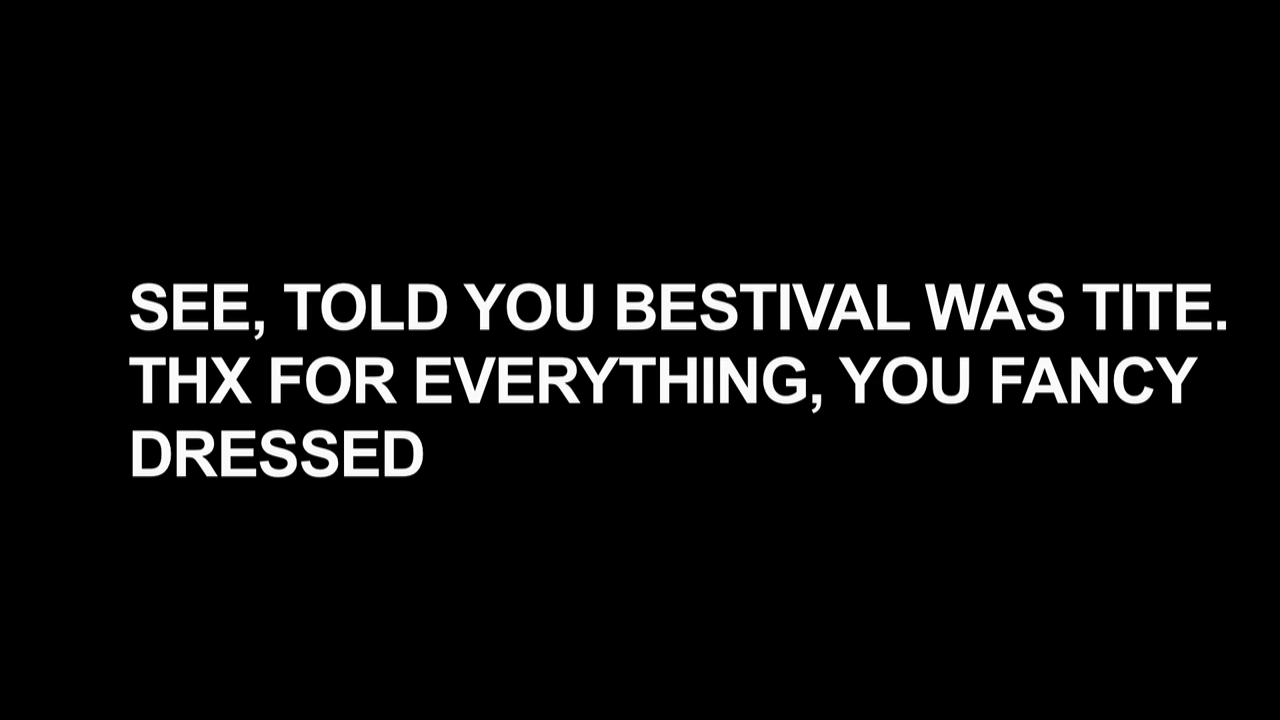 SEE, TOLD YOU BESTIVAL WAS TITE.
THX FOR EVERYTHING, YOU FANCY
DRESSED